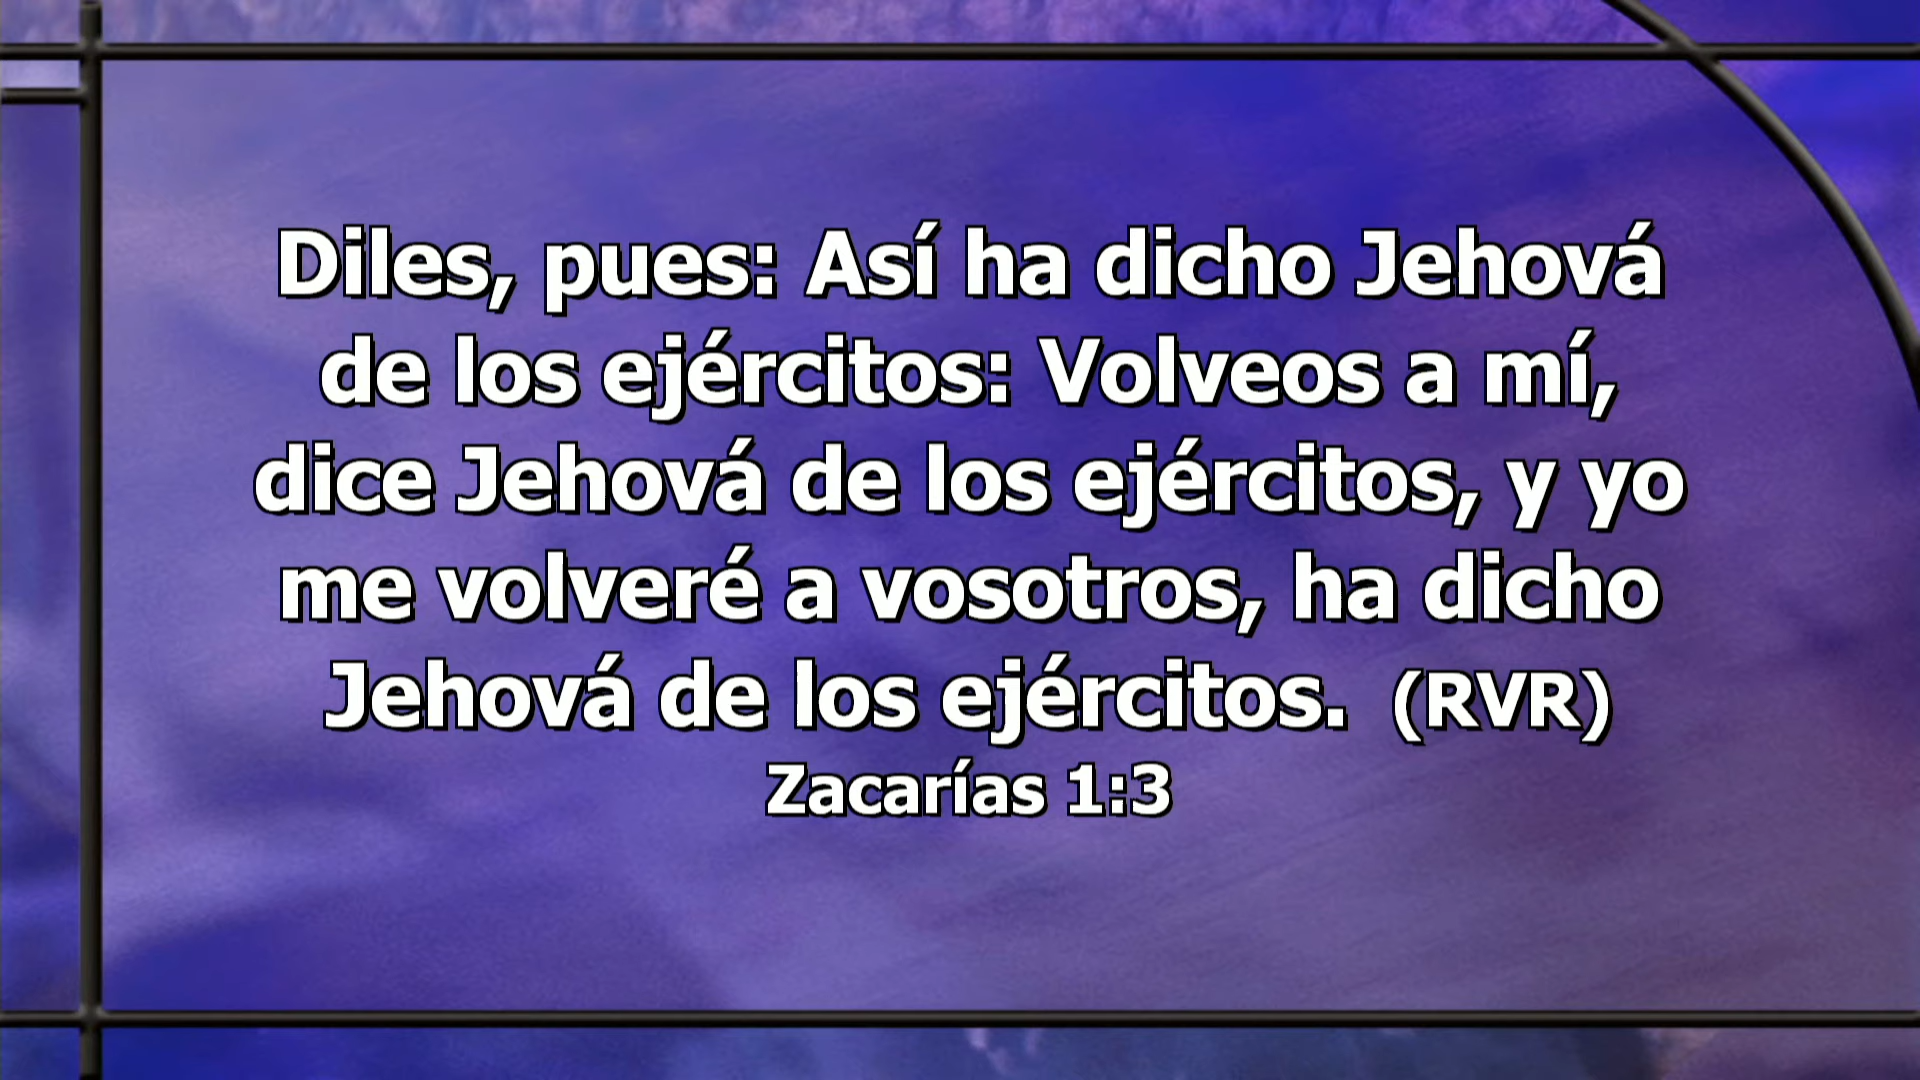 Diles, pues: Así ha dicho Jehová
de los ejércitos: Volveos a mí,
dice Jehová de los ejércitos, y yo
me volveré a vosotros, ha dicho
Jehová de los ejércitos. (RVR)
Zacarías 1:3